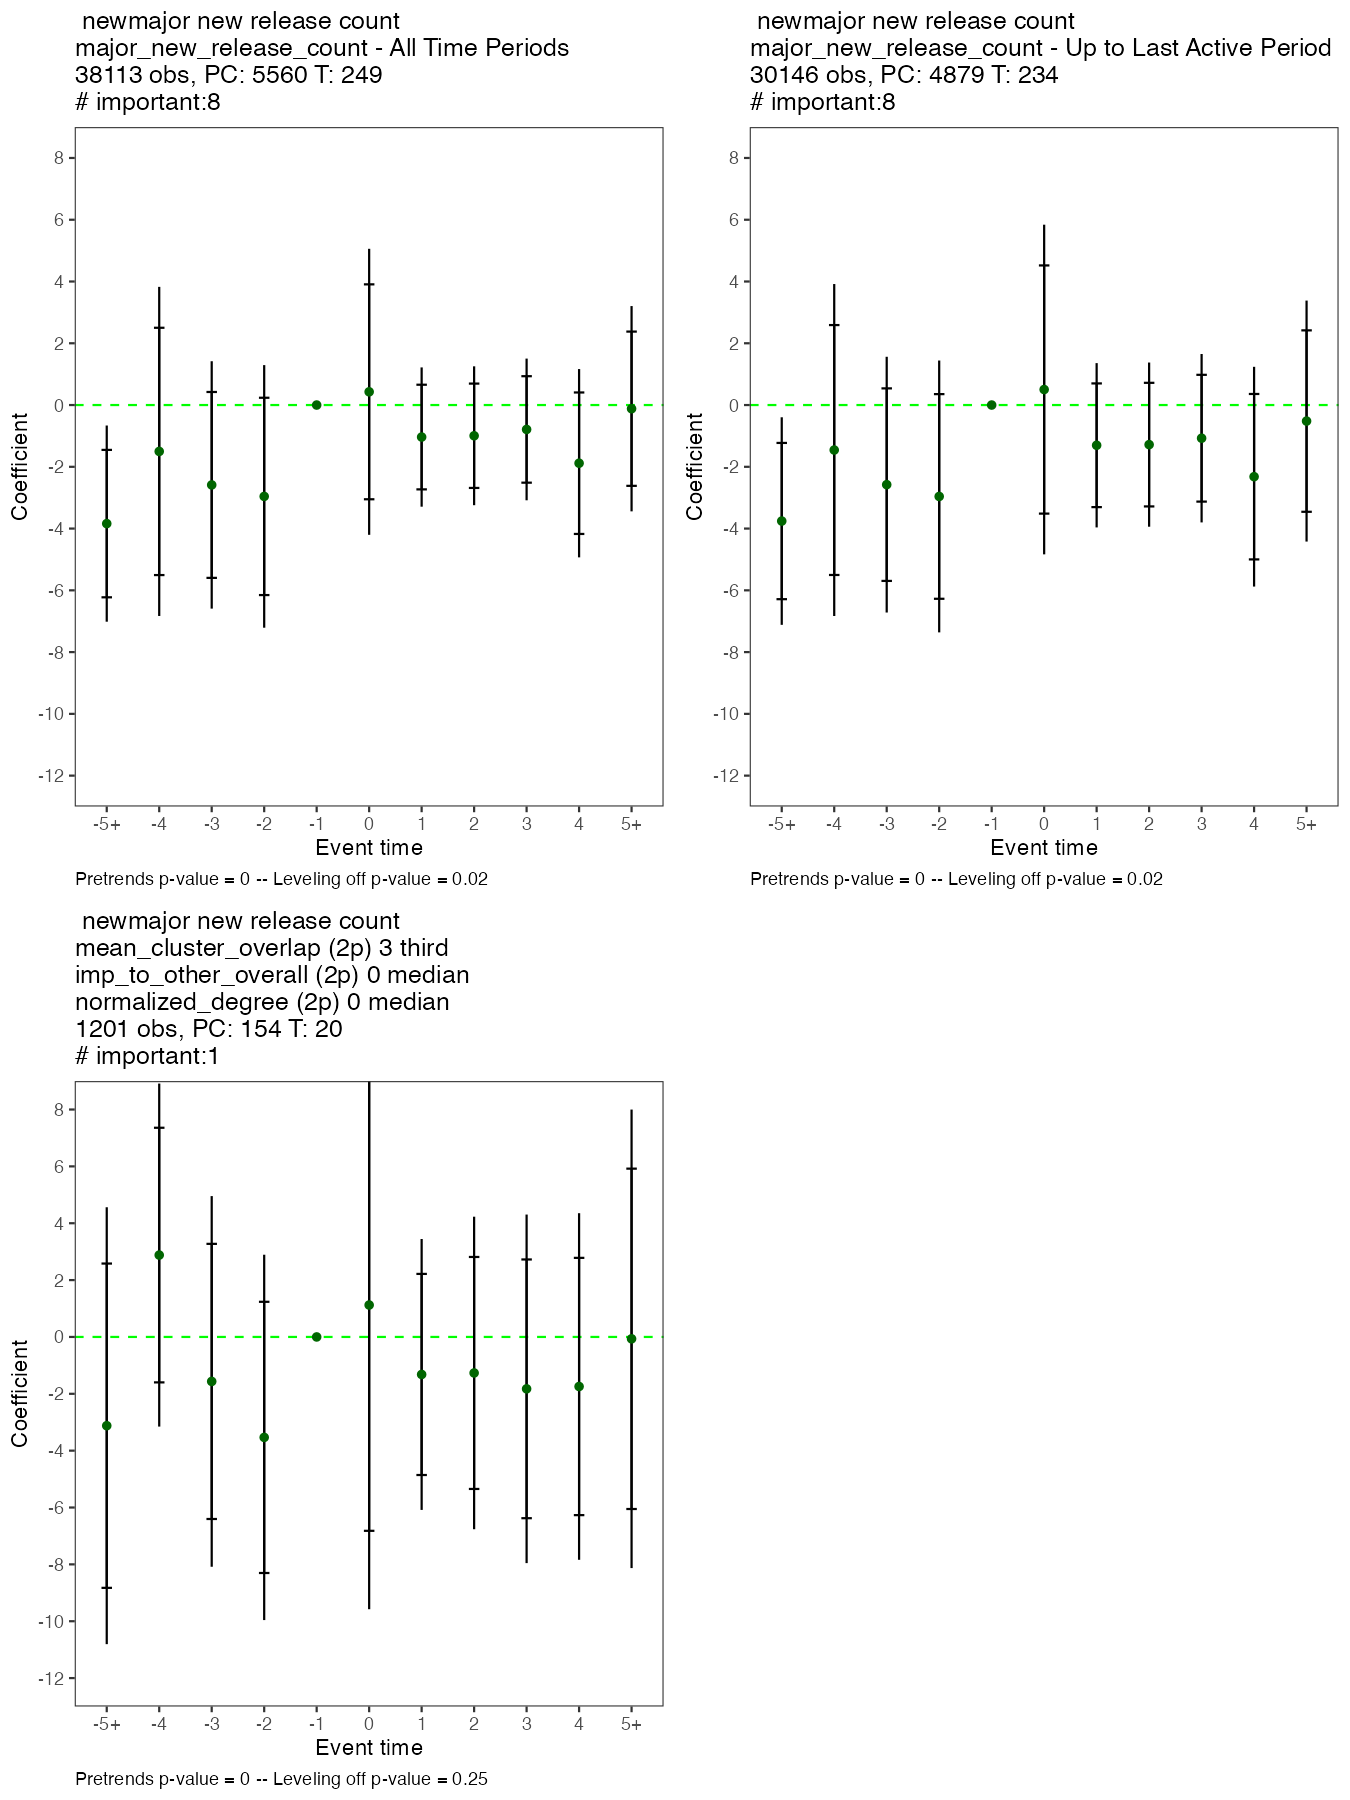 newmajor new release count
major_new_release_count - All Time Periods
38113 obs, PC: 5560 T: 249
# important:8
Coefficient
8
6
4
2
0
-2
-4
-6
-8
-10
-12
-5+ -4 -3 -2 -1 0 1 2 3 4 5+
Event time
Pretrends p-value = 0 -- Leveling off p-value = 0.02
newmajor new release count
major_new_release_count - Up to Last Active Period
30146 obs, PC: 4879 T: 234
# important:8
Coefficient
8
6
4
2
0
-2
-4
-6
-8
-10
-12
-5+ -4 -3 -2 -1 0 1 2 3 4 5+
Event time
Pretrends p-value = 0 -- Leveling off p-value = 0.02
newmajor new release count
mean_cluster_overlap (2p) 3 third
imp_to_other_overall (2p) 0 median
normalized_degree (2p) 0 median
1201 obs, PC: 154 T: 20
# important:1
Coefficient
8
6
4
2
0
-2
-4
-6
-8
-10
-12
-5+ -4 -3 -2 -1 0 1 2 3 4 5+
Event time
Pretrends p-value = 0 -- Leveling off p-value = 0.25